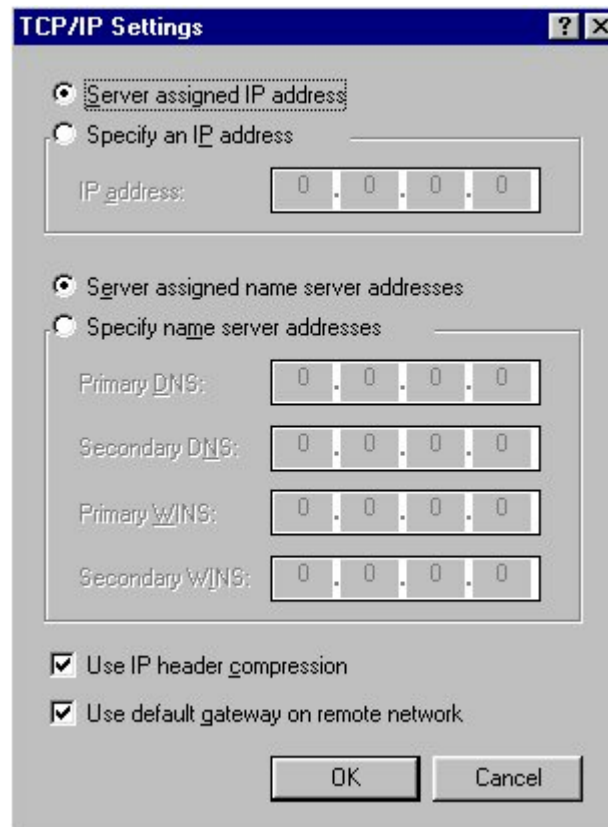 TCP/IP Settings ? X
Server assigned IP address
Specify an IP address
IP address: 0 . 0 . 0 . 0
Server assigned name server addresses
Specify name server addresses
Primary DNS: 0 . 0 . 0 . 0
Secondary DNS: 0 . 0 . 0 . 0
Primary WINS: 0 . 0 . 0 . 0
Secondary WINS: 0 . 0 . 0 . 0
Use IP header compression
Use default gateway on remote network
OK Cancel